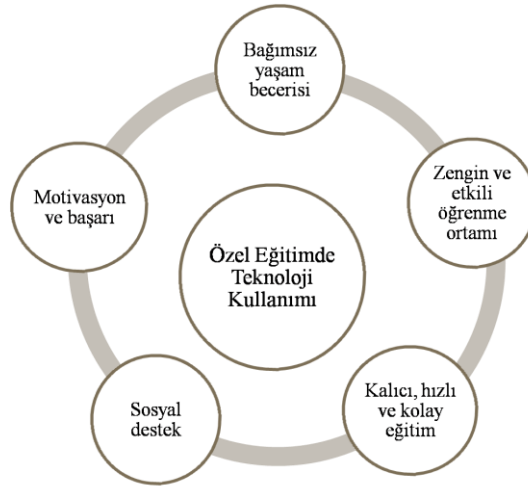 Bağımsız
yaşam
becerisi
Zengin ve
etkili
öğrenme
ortamı
Kalıcı, hızlı
ve kolay
eğitim
Sosyal
destek
Motivasyon
ve başarı
Özel Eğitimde
Teknoloji
Kullanımı